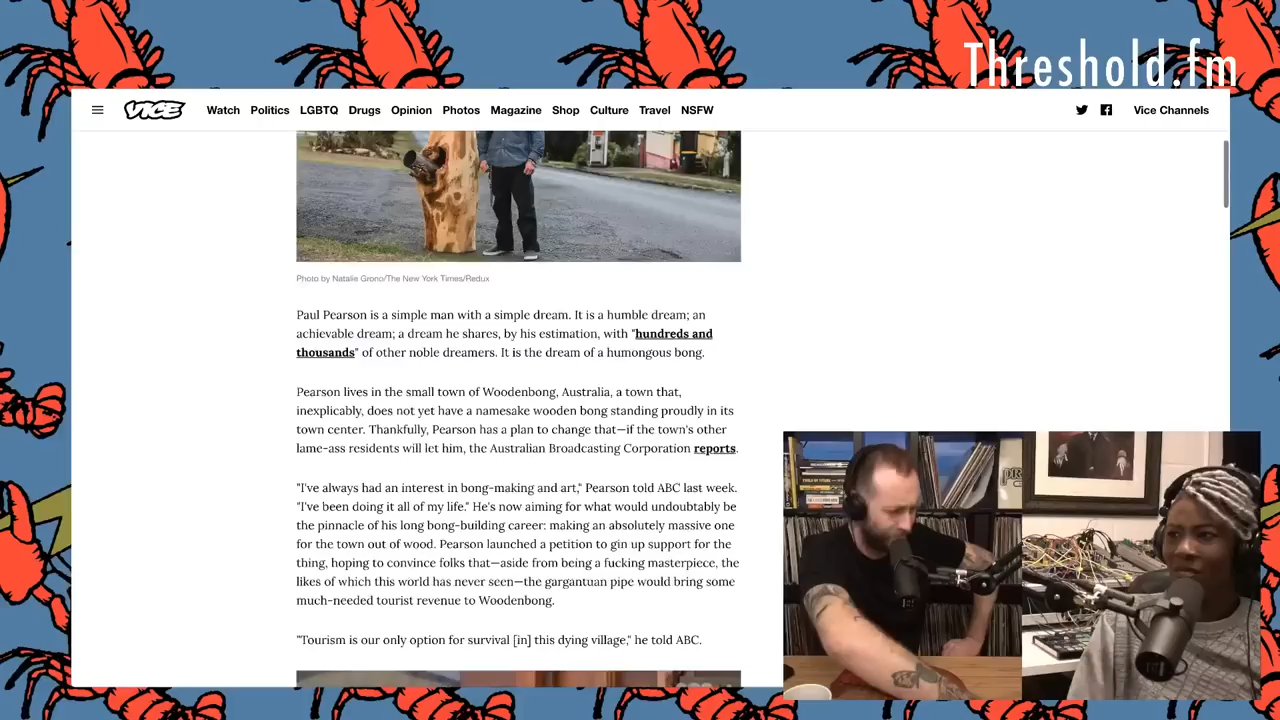 Threshold.fm
VICE Watch Politics LGBTQ Drugs Opinion Photos Magazine Shop Culture Travel NSFW Vice Channels
Photo by Natalie Grono/The New York Times/Redux
Paul Pearson is a simple man with a simple dream. It is a humble dream; an
achievable dream; a dream he shares, by his estimation, with "hundreds and
thousands" of other noble dreamers. It is the dream of a humongous bong.
Pearson lives in the small town of Woodenbong, Australia, a town that,
inexplicably, does not yet have a namesake wooden bong standing proudly in its
town center. Thankfully, Pearson has a plan to change that—if the town's other
lame-ass residents will let him, the Australian Broadcasting Corporation reports.
"I've always had an interest in bong-making and art," Pearson told ABC last week.
"I've been doing it all of my life." He's now aiming for what would undoubtedly be
the pinnacle of his long bong-building career: making an absolutely massive one
for the town out of wood. Pearson launched a petition to gin up support for the
thing, hoping to convince folks that—aside from being a fucking masterpiece, the
likes of which this world has never seen—the gargantuan pipe would bring some
much-needed tourist revenue to Woodenbong.
"Tourism is our only option for survival [in] this dying village," he told ABC.